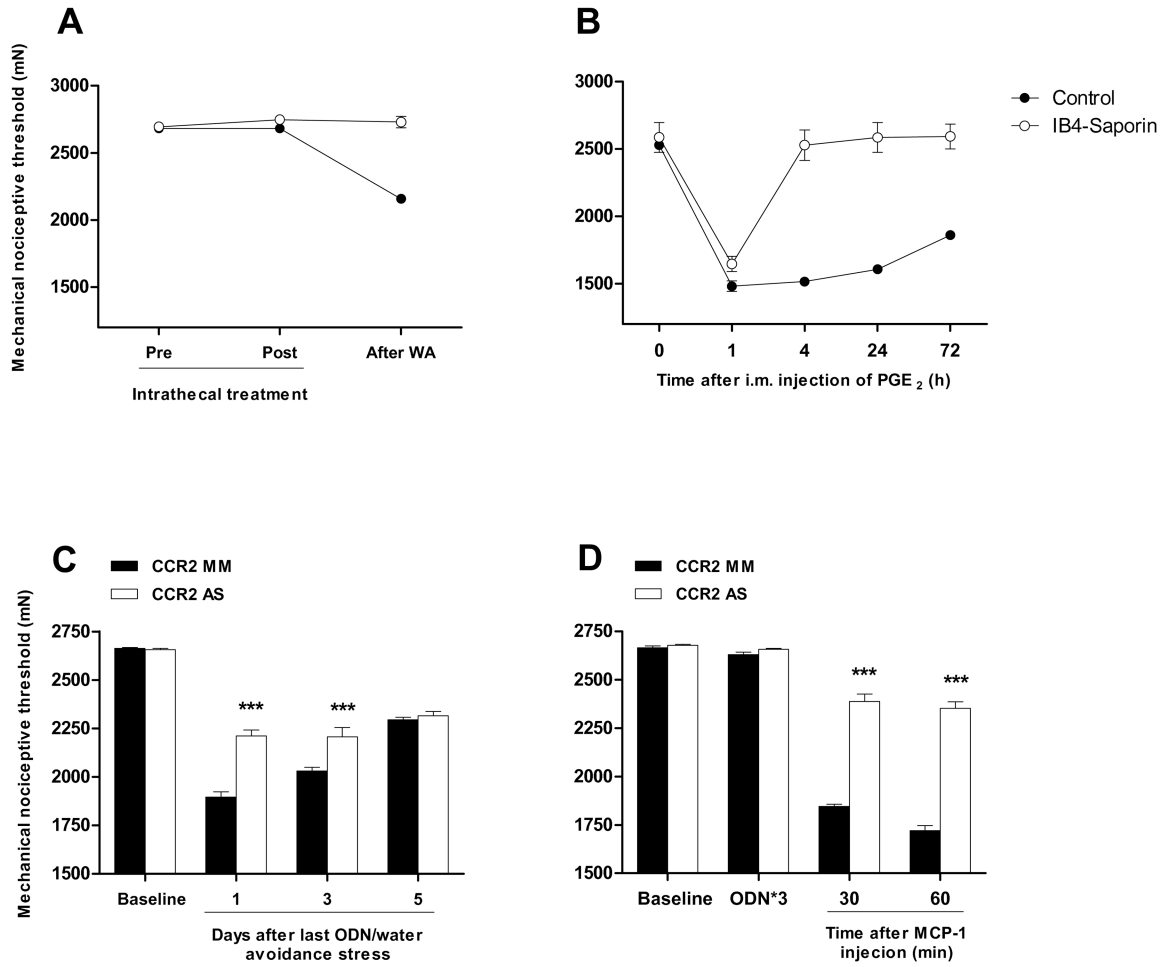 A
Mechanical nociceptive threshold (mN)
3000
2500
2000
1500
Pre
Post
After WA
Intrathecal treatment
B
3000
2500
2000
1500
0
1
4
24
72
Time after i.m. injection of PGE 2 (h)
Control
IB4-Saporin
C
CCR2 MM
CCR2 AS
Mechanical nociceptive threshold (mN)
2750
2500
2250
2000
1750
1500
***
***
Baseline
1
3
5
Days after last ODN/water
avoidance stress
D
CCR2 MM
CCR2 AS
2750
2500
2250
2000
1750
1500
***
***
Baseline
ODN*3
30
60
Time after MCP-1
injecion (min)